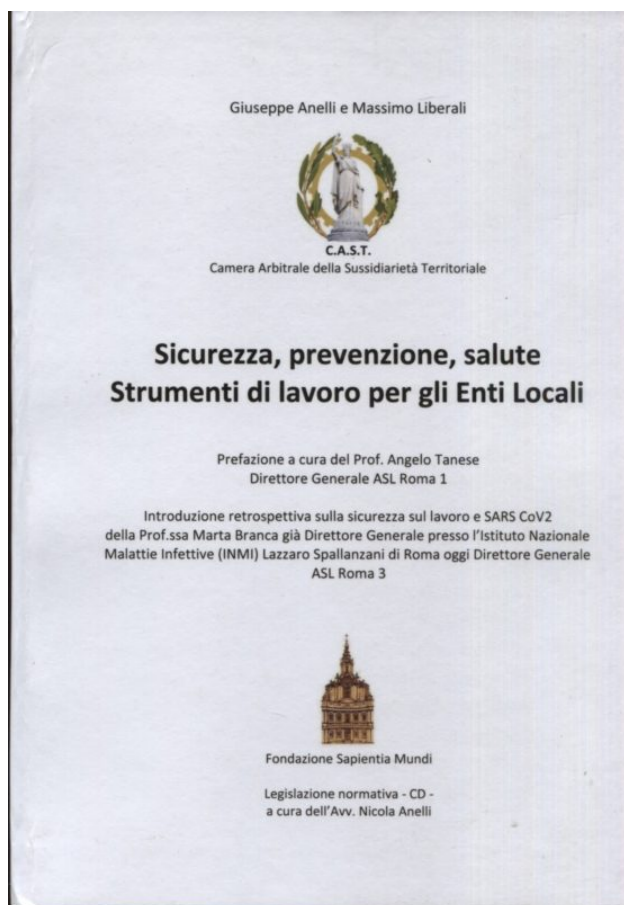 Giuseppe Anelli e Massimo Liberali
C.A.S.T.
Camera Arbitrale della Sussidiarietà Territoriale
Sicurezza, prevenzione, salute
Strumenti di lavoro per gli Enti Locali
Prefazione a cura del Prof. Angelo Tanese
Direttore Generale ASL Roma 1
Introduzione retrospettiva sulla sicurezza sul lavoro e SARS CoV2
della Prof.ssa Marta Branca già Direttore Generale presso l'Istituto Nazionale
Malattie Infettive (INMI) Lazzaro Spallanzani di Roma oggi Direttore Generale
ASL Roma 3
Fondazione Sapientia Mundi
Legislazione normativa - CD -
a cura dell'Avv. Nicola Anelli